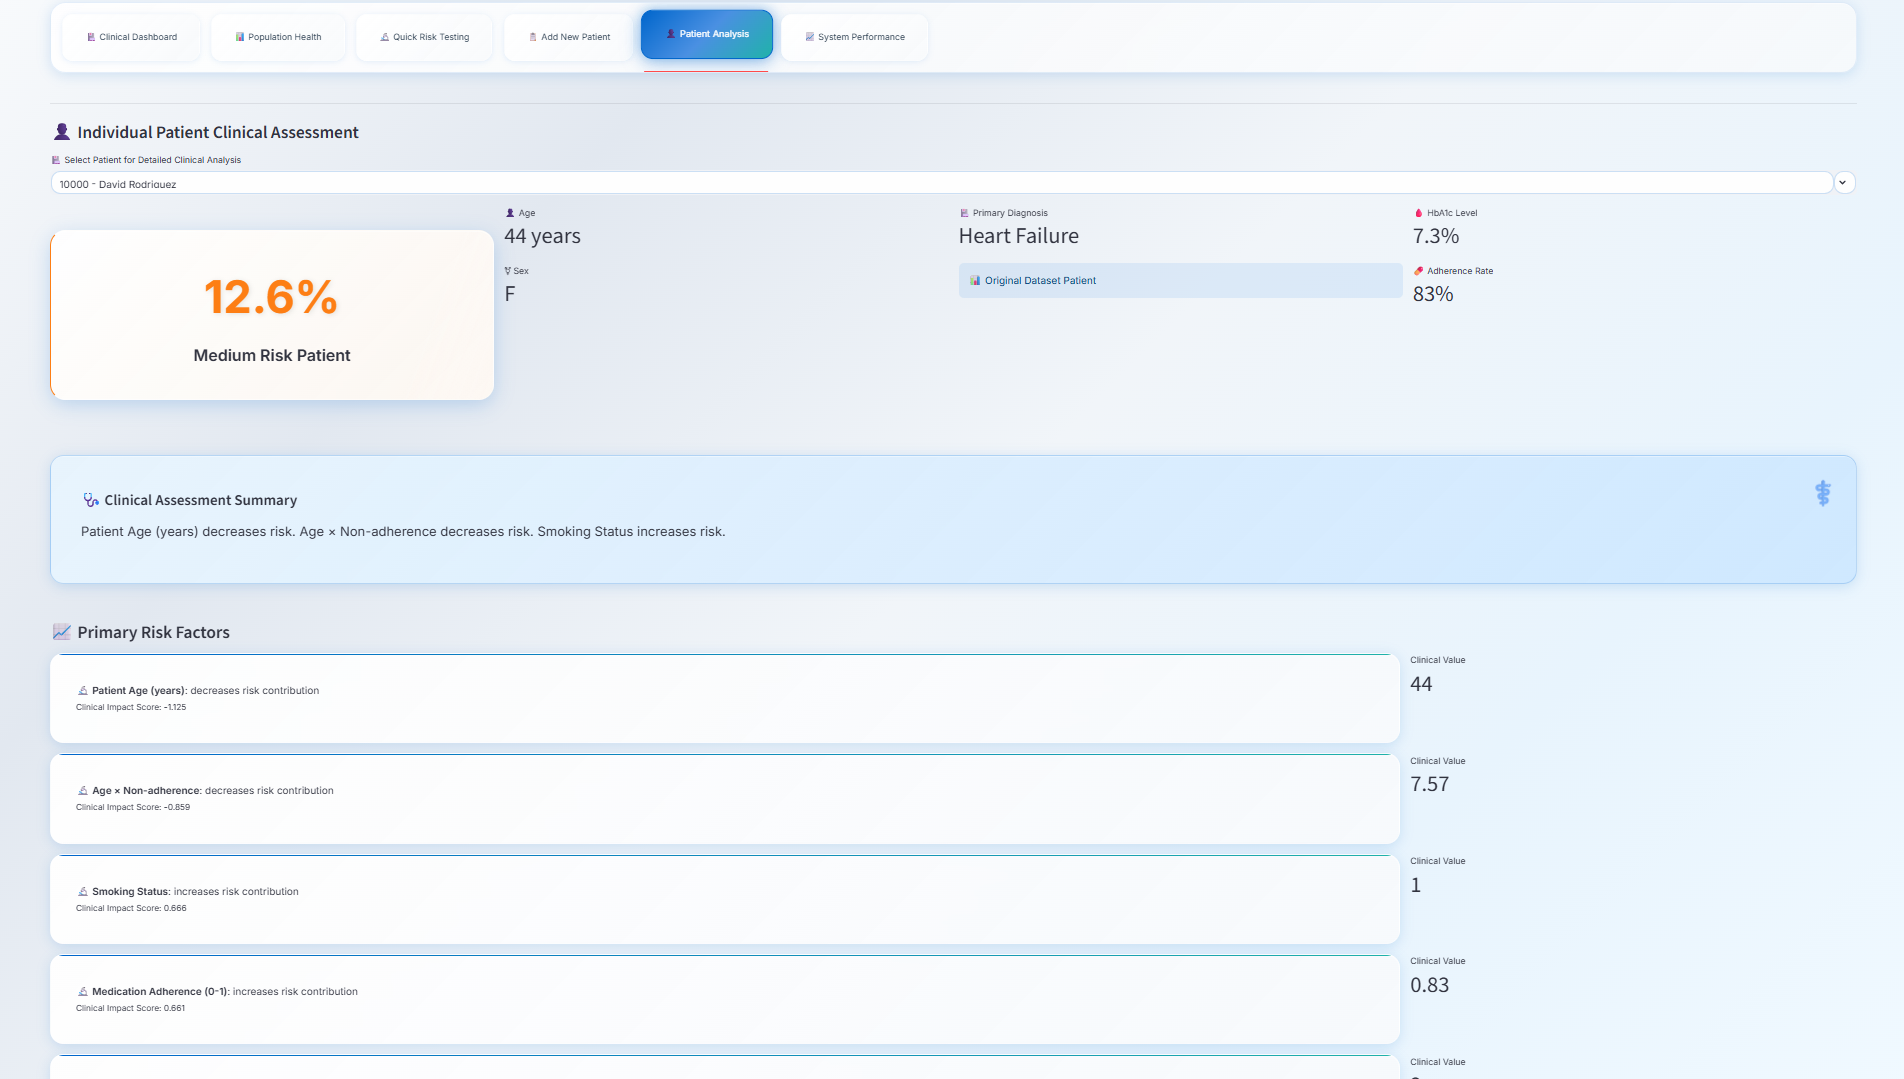 Clinical Dashboard
Population Health
Quick Risk Testing
Add New Patient
Patient Analysis
System Performance
Individual Patient Clinical Assessment
Select Patient for Detailed Clinical Analysis
10000 - David Rodriguez
12.6%
Medium Risk Patient
Age
44 years
Sex
F
Primary Diagnosis
Heart Failure
Original Dataset Patient
HbA1c Level
7.3%
Adherence Rate
83%
Clinical Assessment Summary
Patient Age (years) decreases risk. Age × Non-adherence decreases risk. Smoking Status increases risk.
Primary Risk Factors
Patient Age (years): decreases risk contribution
Clinical Impact Score: -1.125
Clinical Value
44
Age × Non-adherence: decreases risk contribution
Clinical Impact Score: -0.859
Clinical Value
7.57
Smoking Status: increases risk contribution
Clinical Impact Score: 0.666
Clinical Value
1
Medication Adherence (0-1): increases risk contribution
Clinical Impact Score: 0.661
Clinical Value
0.83
Clinical Value